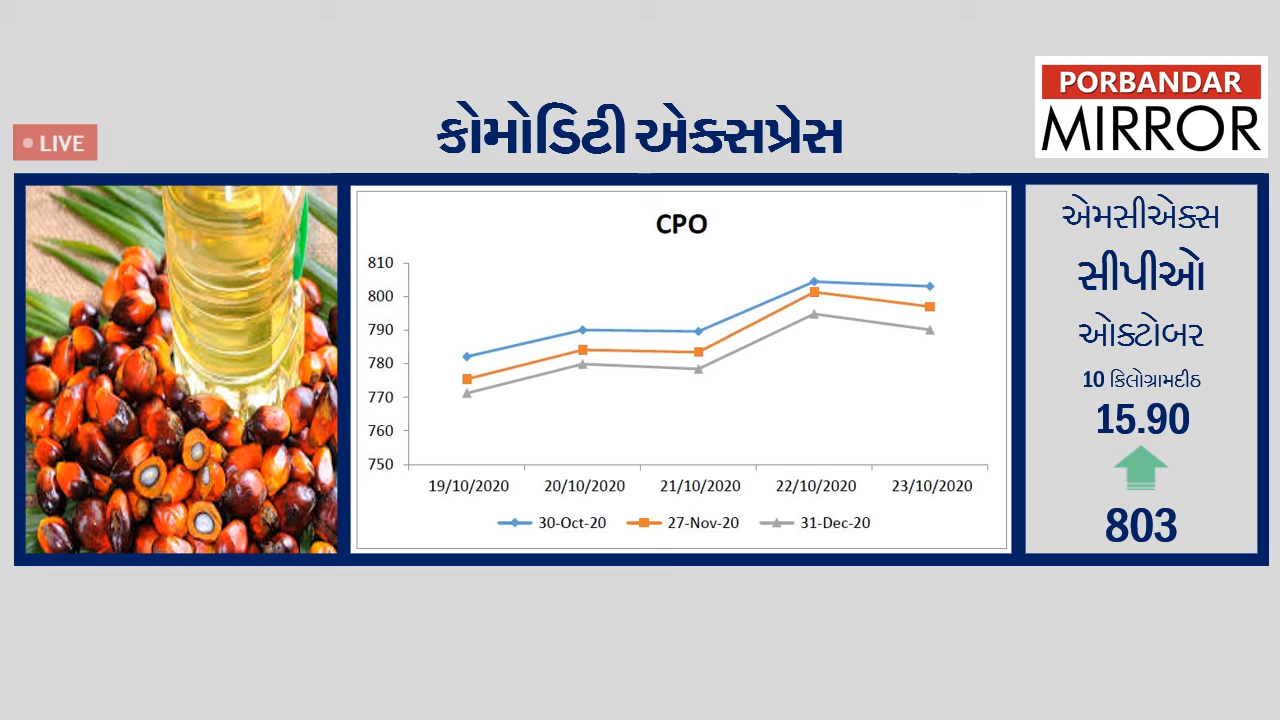 PORBANDAR
MIRROR
LIVE
કોમોડિટી એક્સપ્રેસ
CPO
810
800
790
780
770
760
750
19/10/2020 20/10/2020 21/10/2020 22/10/2020 23/10/2020
30-Oct-20 27-Nov-20 31-Dec-20
એમસીએક્સ
સીપીઓ
ઓક્ટોબર
10 કિલોગ્રામદીઠ
15.90
803